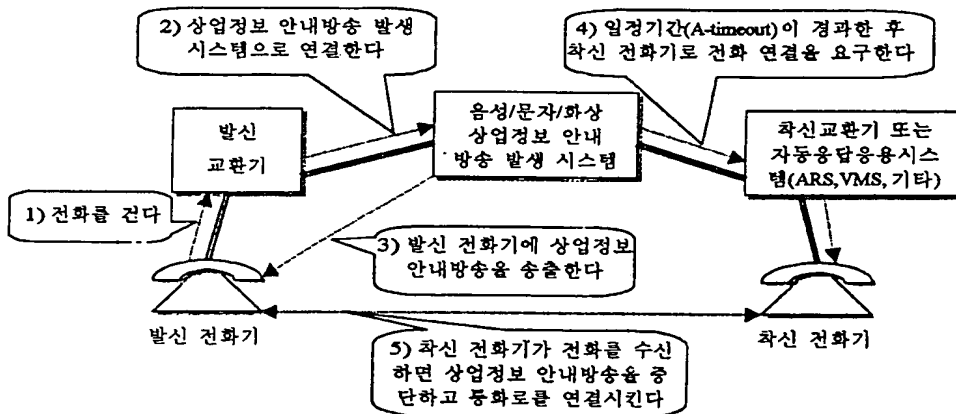 2) 상업정보 안내방송 발생
시스템으로 연결한다
4) 일정기간(A-timeout)이 경과한 후
착신 전화기로 전화 연결을 요구한다
발신
교환기
음성/문자/화상
상업정보 안내
방송 발생 시스템
착신교환기 또는
자동응답응용시스
템(ARS,VMS, 기타)
1) 전화를 건다
3) 발신 전화기에 상업정보
안내방송을 송출한다
발신 전화기
착신 전화기
5) 착신 전화기가 전화를 수신
하면 상업정보 안내방송을 중
단하고 통화로를 연결시킨다